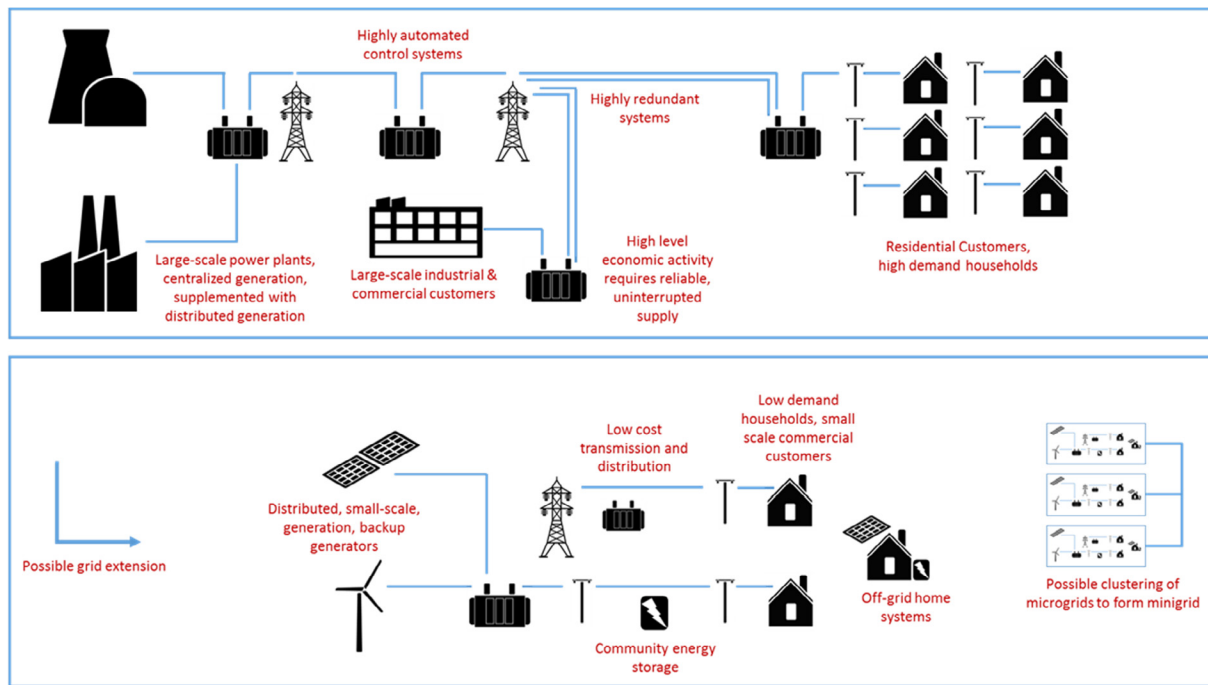 Highly automated
control systems
Highly redundant
systems
Large-scale power plants,
centralized generation,
supplemented with
distributed generation
Large-scale industrial &
commercial customers
High level
economic activity
requires reliable,
uninterrupted
supply
Residential Customers,
high demand households
Possible grid extension
Distributed, small-scale,
generation, backup
generators
Low cost
transmission and
distribution
Low demand
households, small
scale commercial
customers
Community energy
storage
Off-grid home
systems
Possible clustering of
microgrids to form minigrid